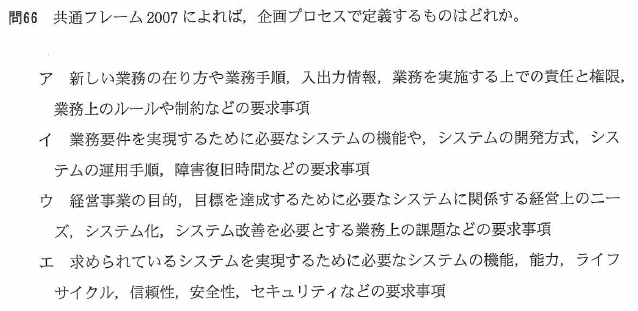 問66 共通フレーム2007によれば，企画プロセスで定義するものはどれか。
ア 新しい業務の在り方や業務手順，入出力情報，業務を実施する上での責任と権限，
業務上のルールや制約などの要求事項
イ 業務要件を実現するために必要なシステムの機能や，システムの開発方式，シス
テムの運用手順，障害復旧時間などの要求事項
ウ 経営事業の目的，目標を達成するために必要なシステムに関係する経営上のニー
ズ，システム化，システム改善を必要とする業務上の課題などの要求事項
エ 求められているシステムを実現するために必要なシステムの機能，能力，ライフ
サイクル，信頼性，安全性，セキュリティなどの要求事項